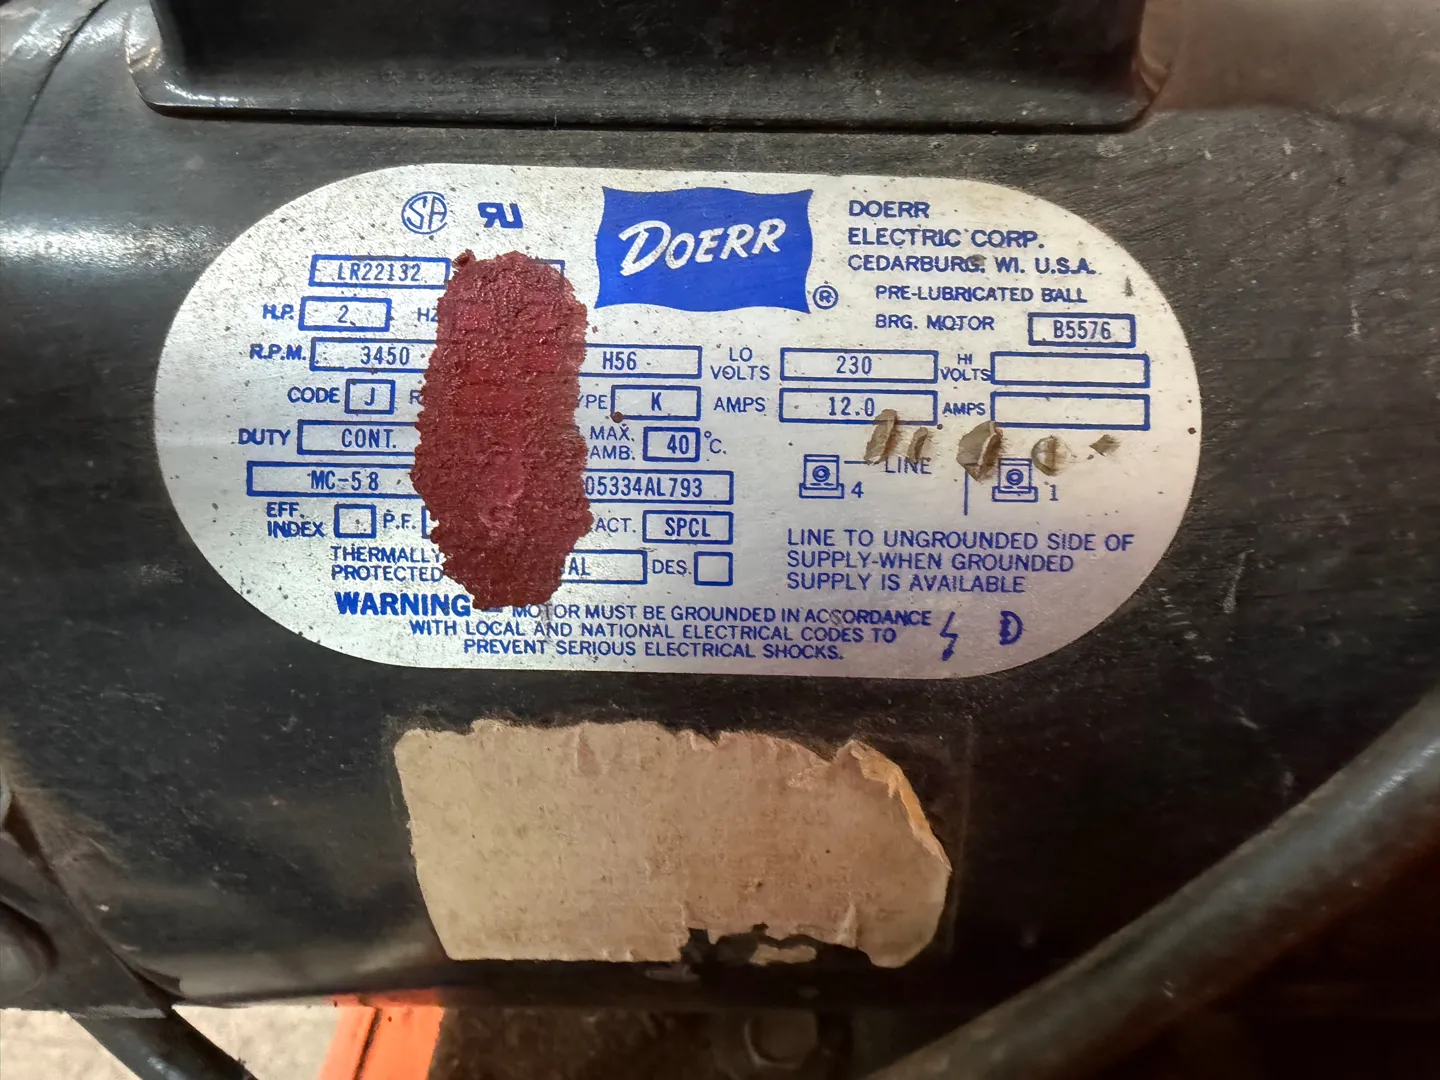 SA RU
DOERR
®
DOERR
ELECTRIC CORP.
CEDARBURG, WI. U.S.A.
PRE-LUBRICATED BALL
BRG. MOTOR B5576
LR22132
H.P. 2 HZ
R.P.M. 3450 H56 LO VOLTS 230 HI VOLTS
CODE J K AMPS 12.0 AMPS
DUTY CONT. MAX. AMB. 40 °C.
LINE
4 1
MC-58 05334AL793
EFF. INDEX P.F. SPCL
THERMALLY PROTECTED DES.
LINE TO UNGROUNDED SIDE OF
SUPPLY-WHEN GROUNDED
SUPPLY IS AVAILABLE
WARNING – MOTOR MUST BE GROUNDED IN ACCORDANCE
WITH LOCAL AND NATIONAL ELECTRICAL CODES TO
PREVENT SERIOUS ELECTRICAL SHOCKS.